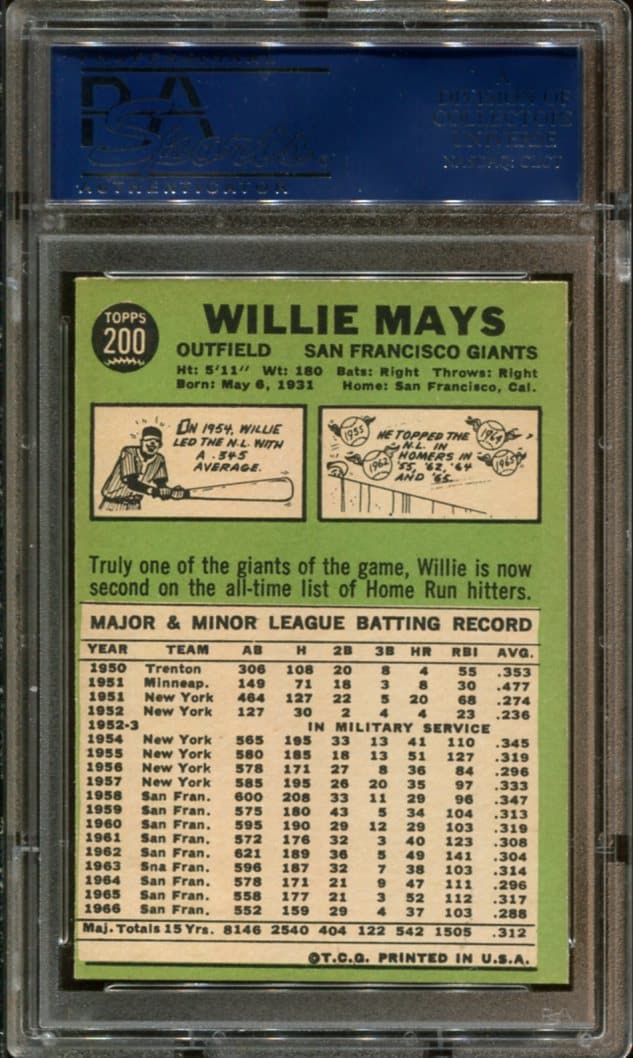 PSA
A
DIVISION OF
COLLECTORS
UNIVERSE
NASDAQ: CLCT
TOPPS
200
WILLIE MAYS
OUTFIELD SAN FRANCISCO GIANTS
Ht: 5'11" Wt: 180 Bats: Right Throws: Right
Born: May 6, 1931 Home: San Francisco, Cal.
IN 1954, WILLIE
LED THE N.L. WITH
A .345
AVERAGE.
HE TOPPED THE
N.L. IN
HOMERS IN
'55, '62, '64
AND '65.
1955
1962
1964
1965
Truly one of the giants of the game, Willie is now
second on the all-time list of Home Run hitters.
MAJOR & MINOR LEAGUE BATTING RECORD
YEAR TEAM AB H 2B 3B HR RBI AVG.
1950 Trenton 306 108 20 8 4 55 .353
1951 Minneap. 149 71 18 3 8 30 .477
1951 New York 464 127 22 5 20 68 .274
1952 New York 127 30 2 4 4 23 .236
1952-3 IN MILITARY SERVICE
1954 New York 565 195 33 13 41 110 .345
1955 New York 580 185 18 13 51 127 .319
1956 New York 578 171 27 8 36 84 .296
1957 New York 585 195 26 20 35 97 .333
1958 San Fran. 600 208 33 11 29 96 .347
1959 San Fran. 575 180 43 5 34 104 .313
1960 San Fran. 595 190 29 12 29 103 .319
1961 San Fran. 572 176 32 3 40 123 .308
1962 San Fran. 621 189 36 5 49 141 .304
1963 Sna Fran. 596 187 32 7 38 103 .314
1964 San Fran. 578 171 21 9 47 111 .296
1965 San Fran. 558 177 21 3 52 112 .317
1966 San Fran. 552 159 29 4 37 103 .288
Maj. Totals 15 Yrs. 8146 2540 404 122 542 1505 .312
©T.C.G. PRINTED IN U.S.A.